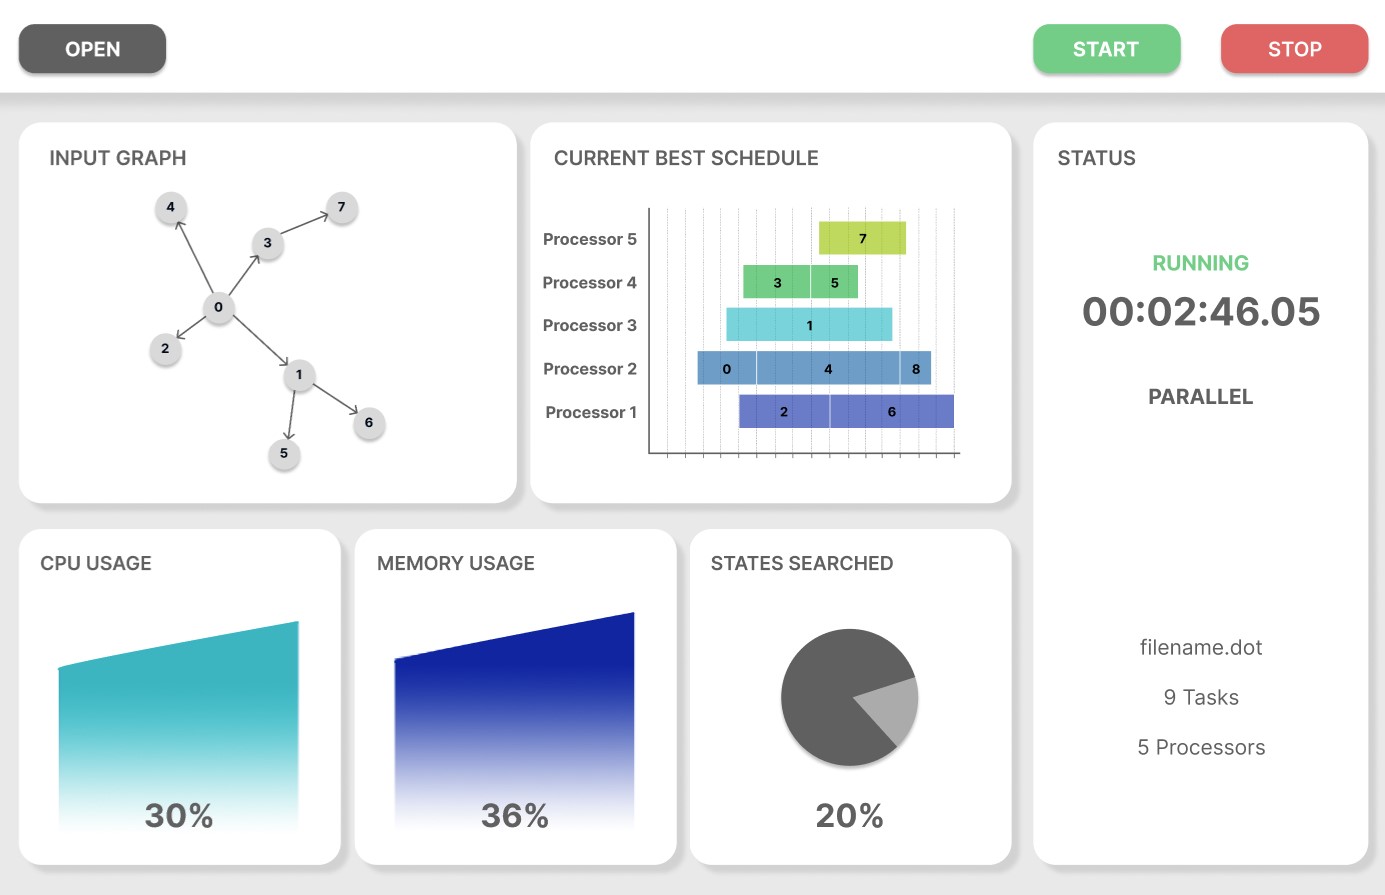 OPEN
START
STOP
INPUT GRAPH
4
7
3
0
2
1
6
5
CURRENT BEST SCHEDULE
Processor 5
7
Processor 4
3
5
Processor 3
1
Processor 2
0
4
8
Processor 1
2
6
STATUS
RUNNING
00:02:46.05
PARALLEL
filename.dot
9 Tasks
5 Processors
CPU USAGE
30%
MEMORY USAGE
36%
STATES SEARCHED
20%